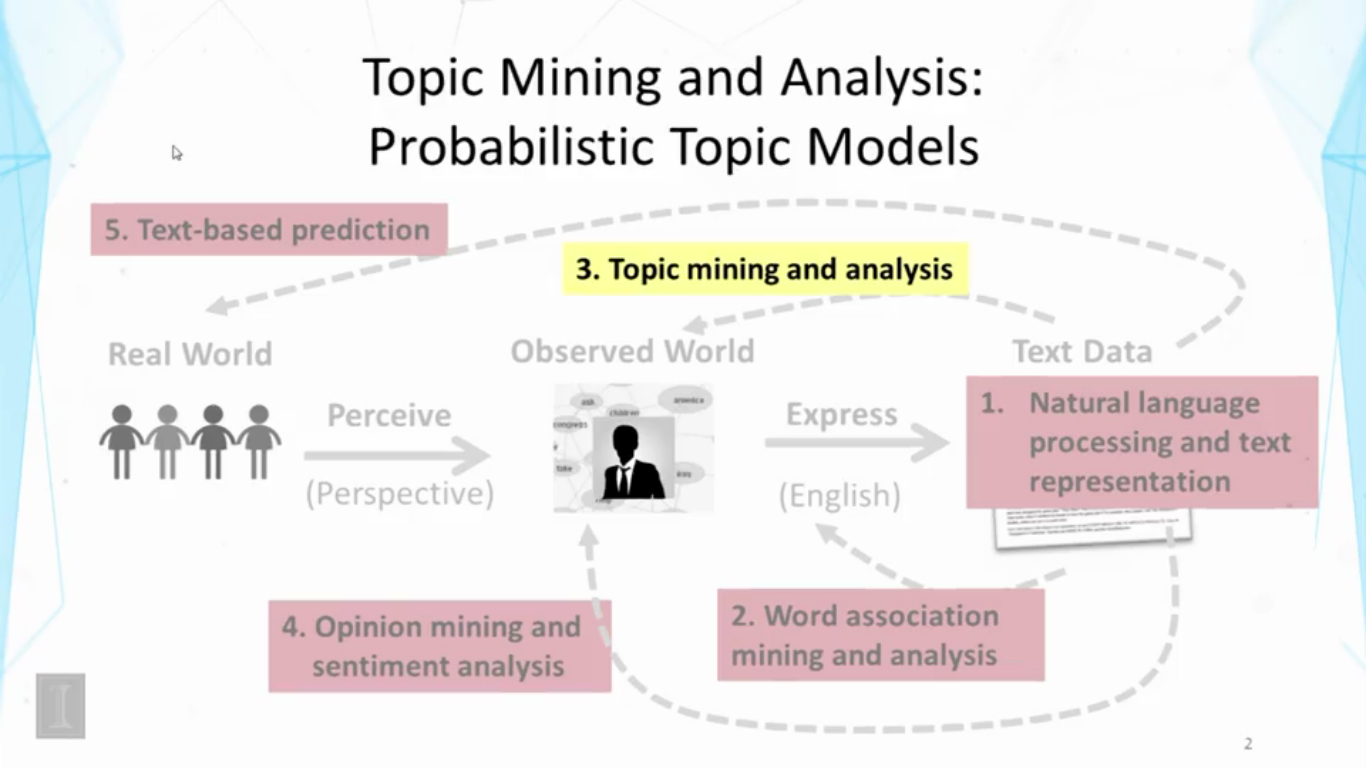 Topic Mining and Analysis:
Probabilistic Topic Models
5. Text-based prediction
3. Topic mining and analysis
Real World
Observed World
Text Data
Perceive
(Perspective)
ask
america
children
congress
take
Express
(English)
1. Natural language
processing and text
representation
4. Opinion mining and
sentiment analysis
2. Word association
mining and analysis
I
2